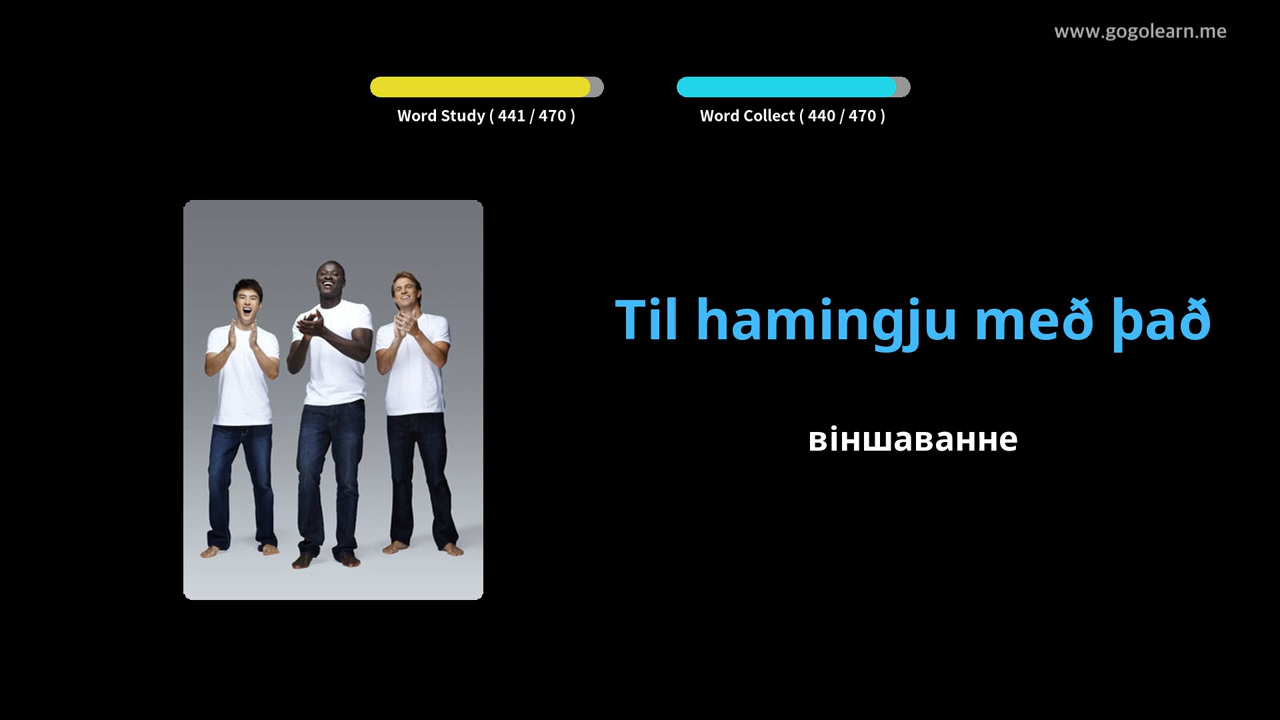 www.gogolearn.me
Word Study ( 441 / 470 )
Word Collect ( 440 / 470 )
Til hamingju með það
віншаванне